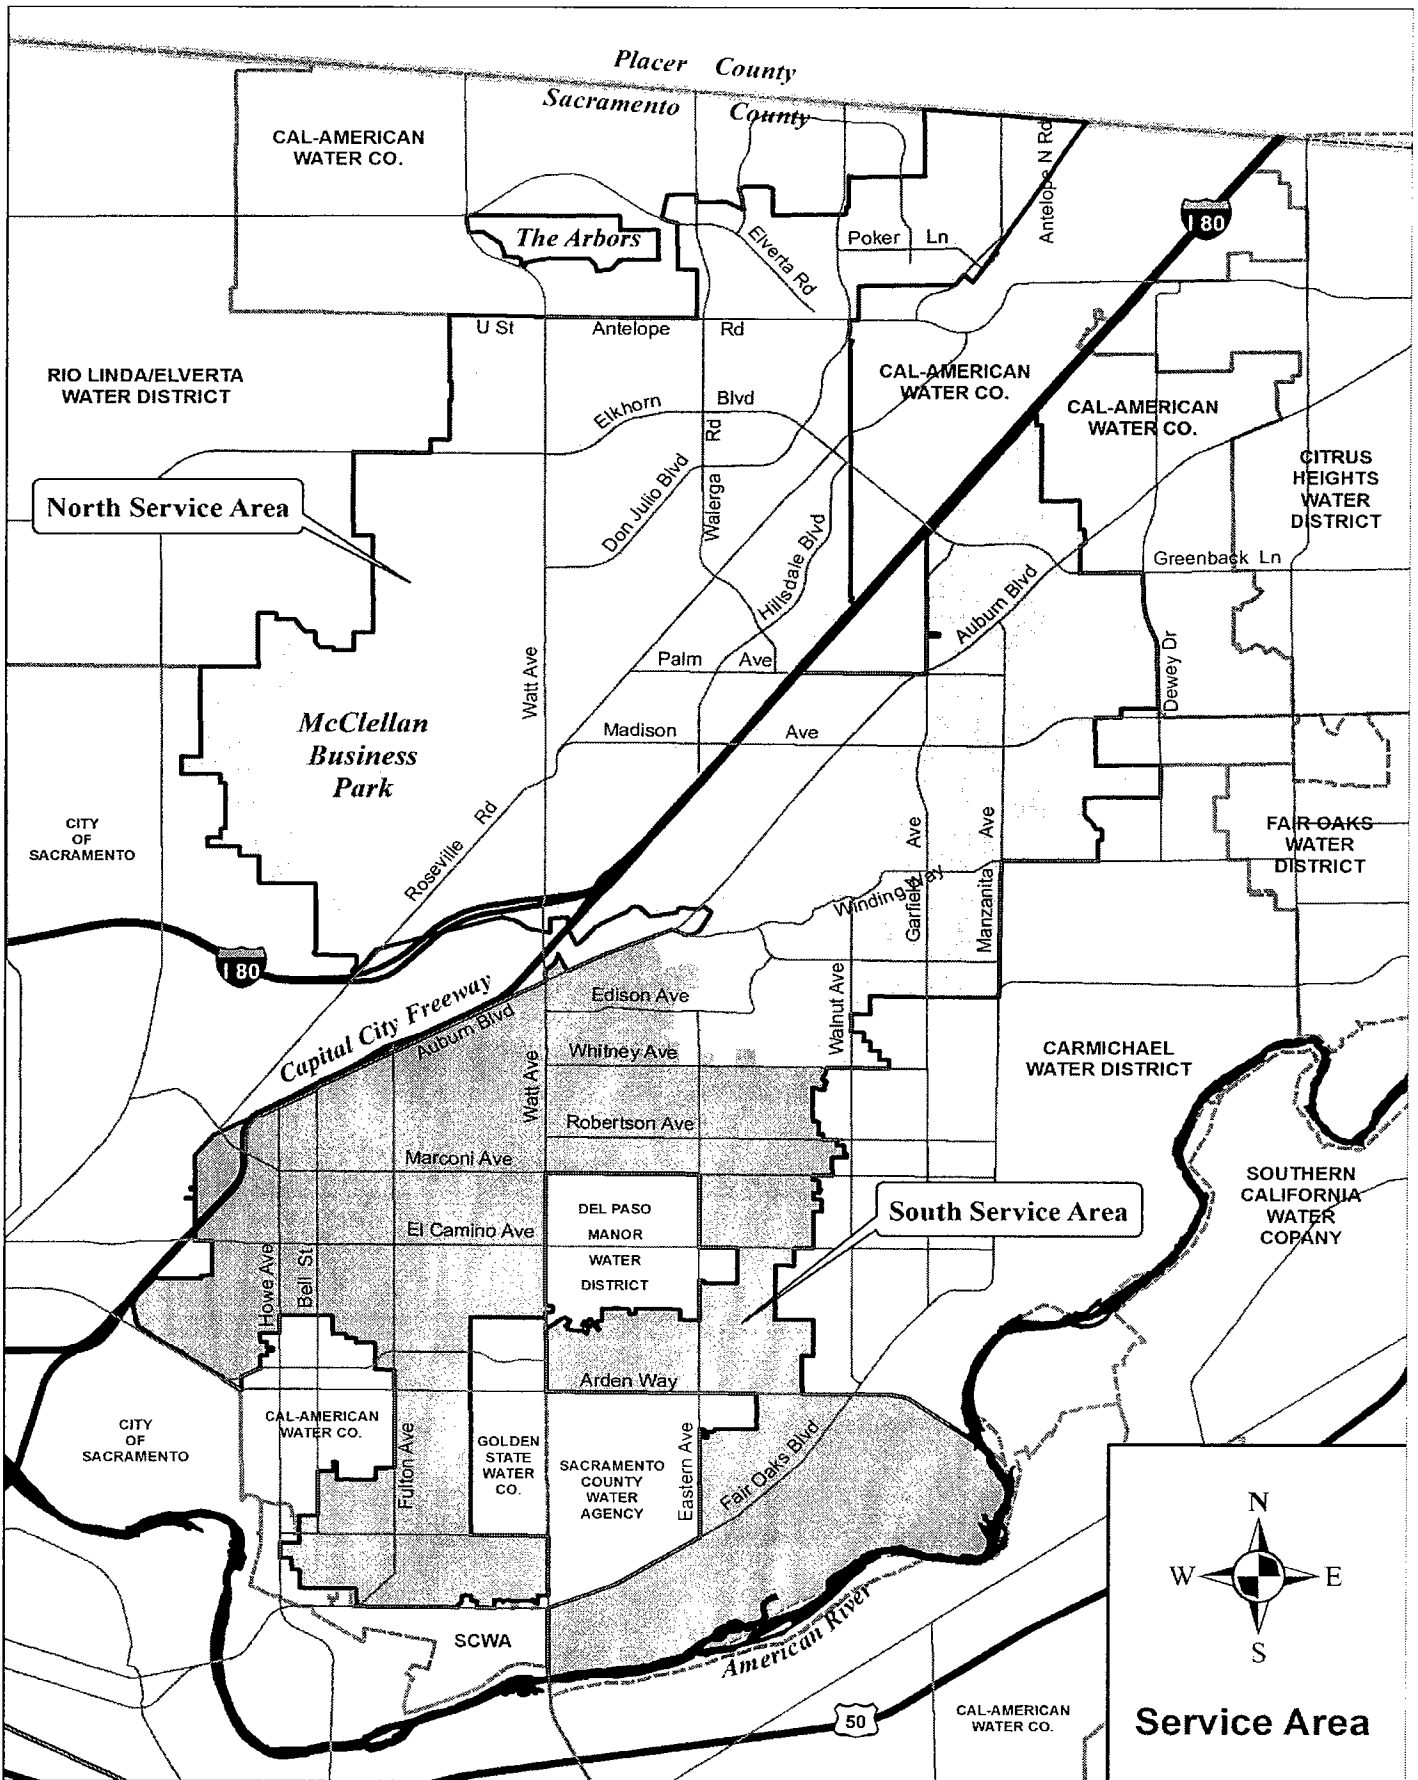 Placer County
Sacramento County
CAL-AMERICAN
WATER CO.
Antelope N Rd
I 80
The Arbors
Elverta Rd
Poker Ln
U St
Antelope Rd
RIO LINDA/ELVERTA
WATER DISTRICT
CAL-AMERICAN
WATER CO.
CAL-AMERICAN
WATER CO.
Elkhorn Blvd
CITRUS
HEIGHTS
WATER
DISTRICT
North Service Area
Don Julio Blvd
Walerga Rd
Hillsdale Blvd
Greenback Ln
Auburn Blvd
Palm Ave
Watt Ave
Dewey Dr
McClellan
Business
Park
Madison Ave
CITY
OF
SACRAMENTO
Roseville Rd
FAIR OAKS
WATER
DISTRICT
Winding Way
Garfield Ave
Manzanita Ave
I 80
Capital City Freeway
Auburn Blvd
Edison Ave
Walnut Ave
Whitney Ave
Watt Ave
CARMICHAEL
WATER DISTRICT
Robertson Ave
Marconi Ave
SOUTHERN
CALIFORNIA
WATER
COPANY
DEL PASO
MANOR
WATER
DISTRICT
South Service Area
El Camino Ave
Howe Ave
Bell St
Arden Way
CITY
OF
SACRAMENTO
CAL-AMERICAN
WATER CO.
Fulton Ave
GOLDEN
STATE
WATER
CO.
SACRAMENTO
COUNTY
WATER
AGENCY
Eastern Ave
Fair Oaks Blvd
N
W E
S
SCWA
American River
50
CAL-AMERICAN
WATER CO.
Service Area